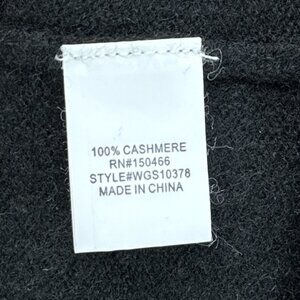 100% CASHMERE
RN#150466
STYLE#WGS10378
MADE IN CHINA